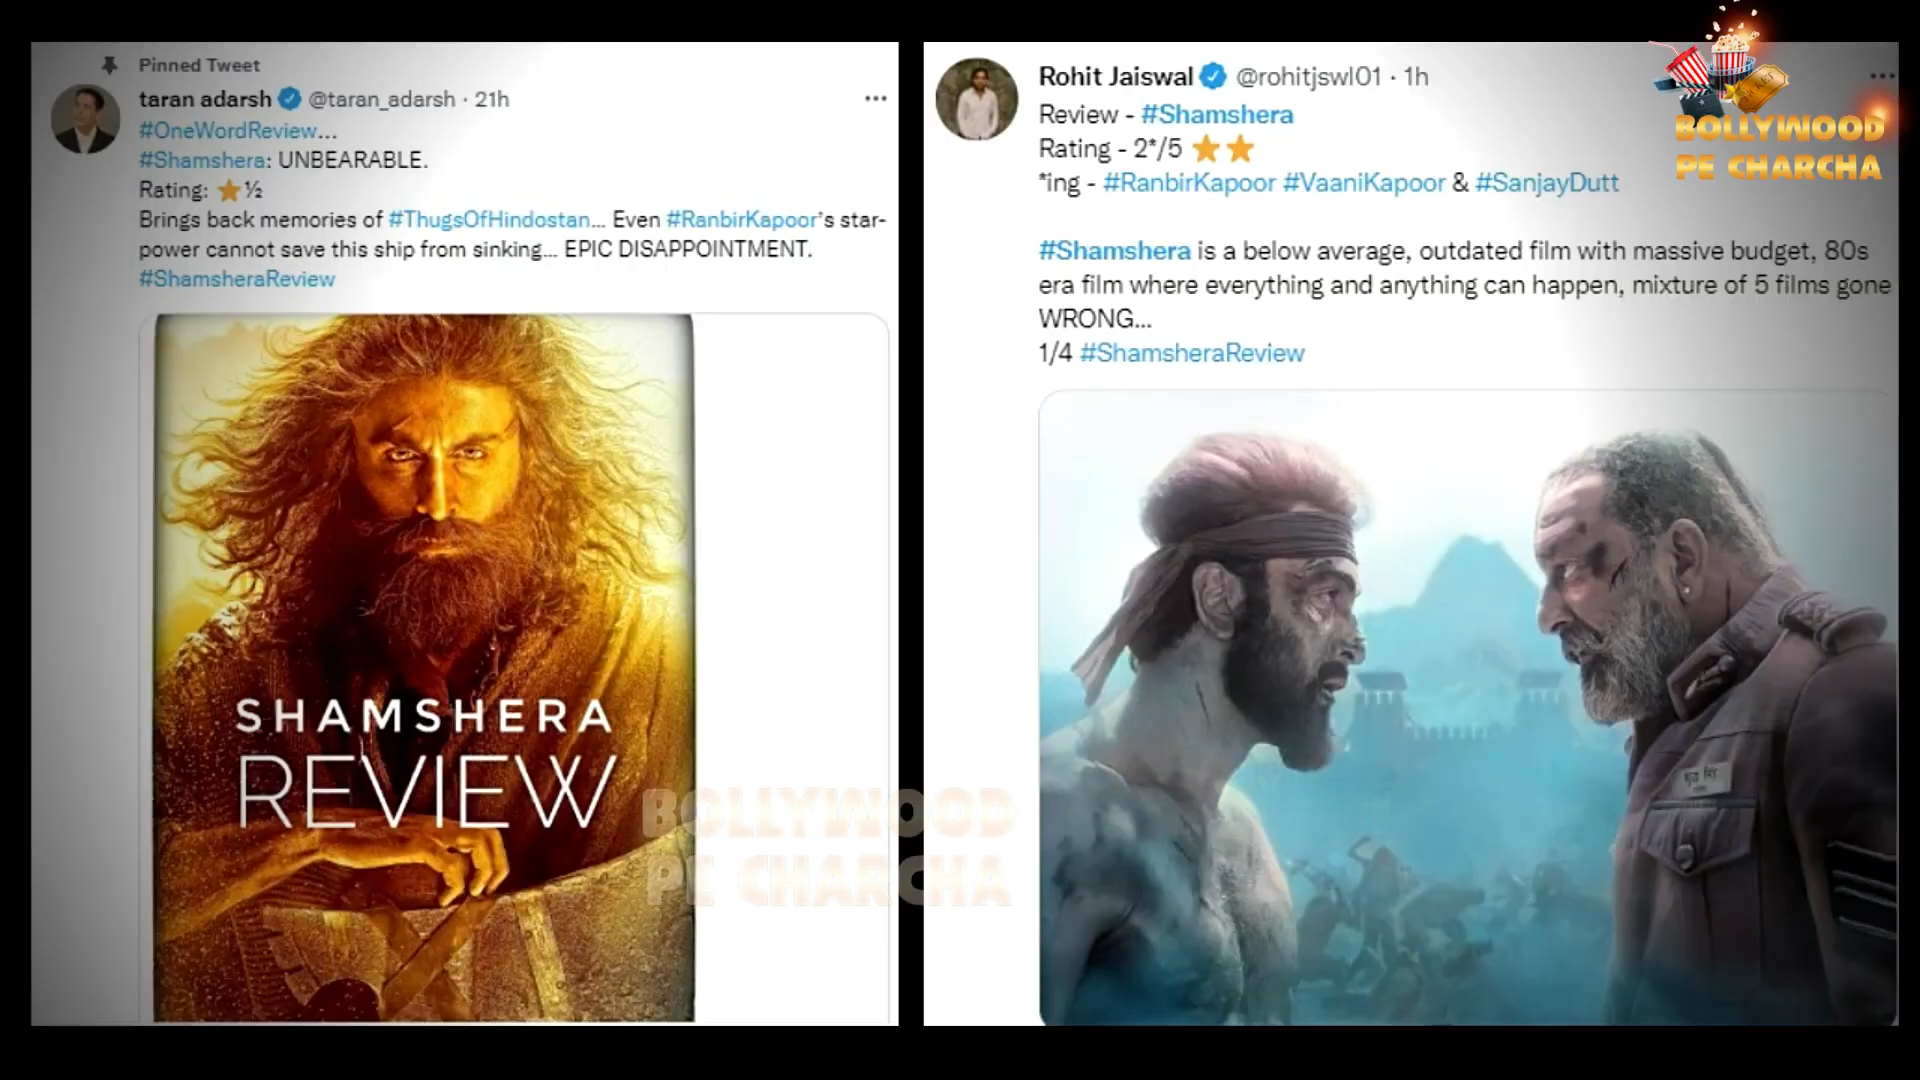 Pinned Tweet
taran adarsh @taran_adarsh · 21h
#OneWordReview...
#Shamshera: UNBEARABLE.
Rating: ⭐½
Brings back memories of #ThugsOfHindostan... Even #RanbirKapoor's star-
power cannot save this ship from sinking... EPIC DISAPPOINTMENT.
#ShamsheraReview
SHAMSHERA
REVIEW
Rohit Jaiswal @rohitjswl01 · 1h
Review - #Shamshera
Rating - 2*/5 ⭐⭐
*ing - #RanbirKapoor #VaaniKapoor & #SanjayDutt
#Shamshera is a below average, outdated film with massive budget, 80s
era film where everything and anything can happen, mixture of 5 films gone
WRONG...
1/4 #ShamsheraReview
BOLLYWOOD
PE CHARCHA
BOLLYWOOD
PE CHARCHA